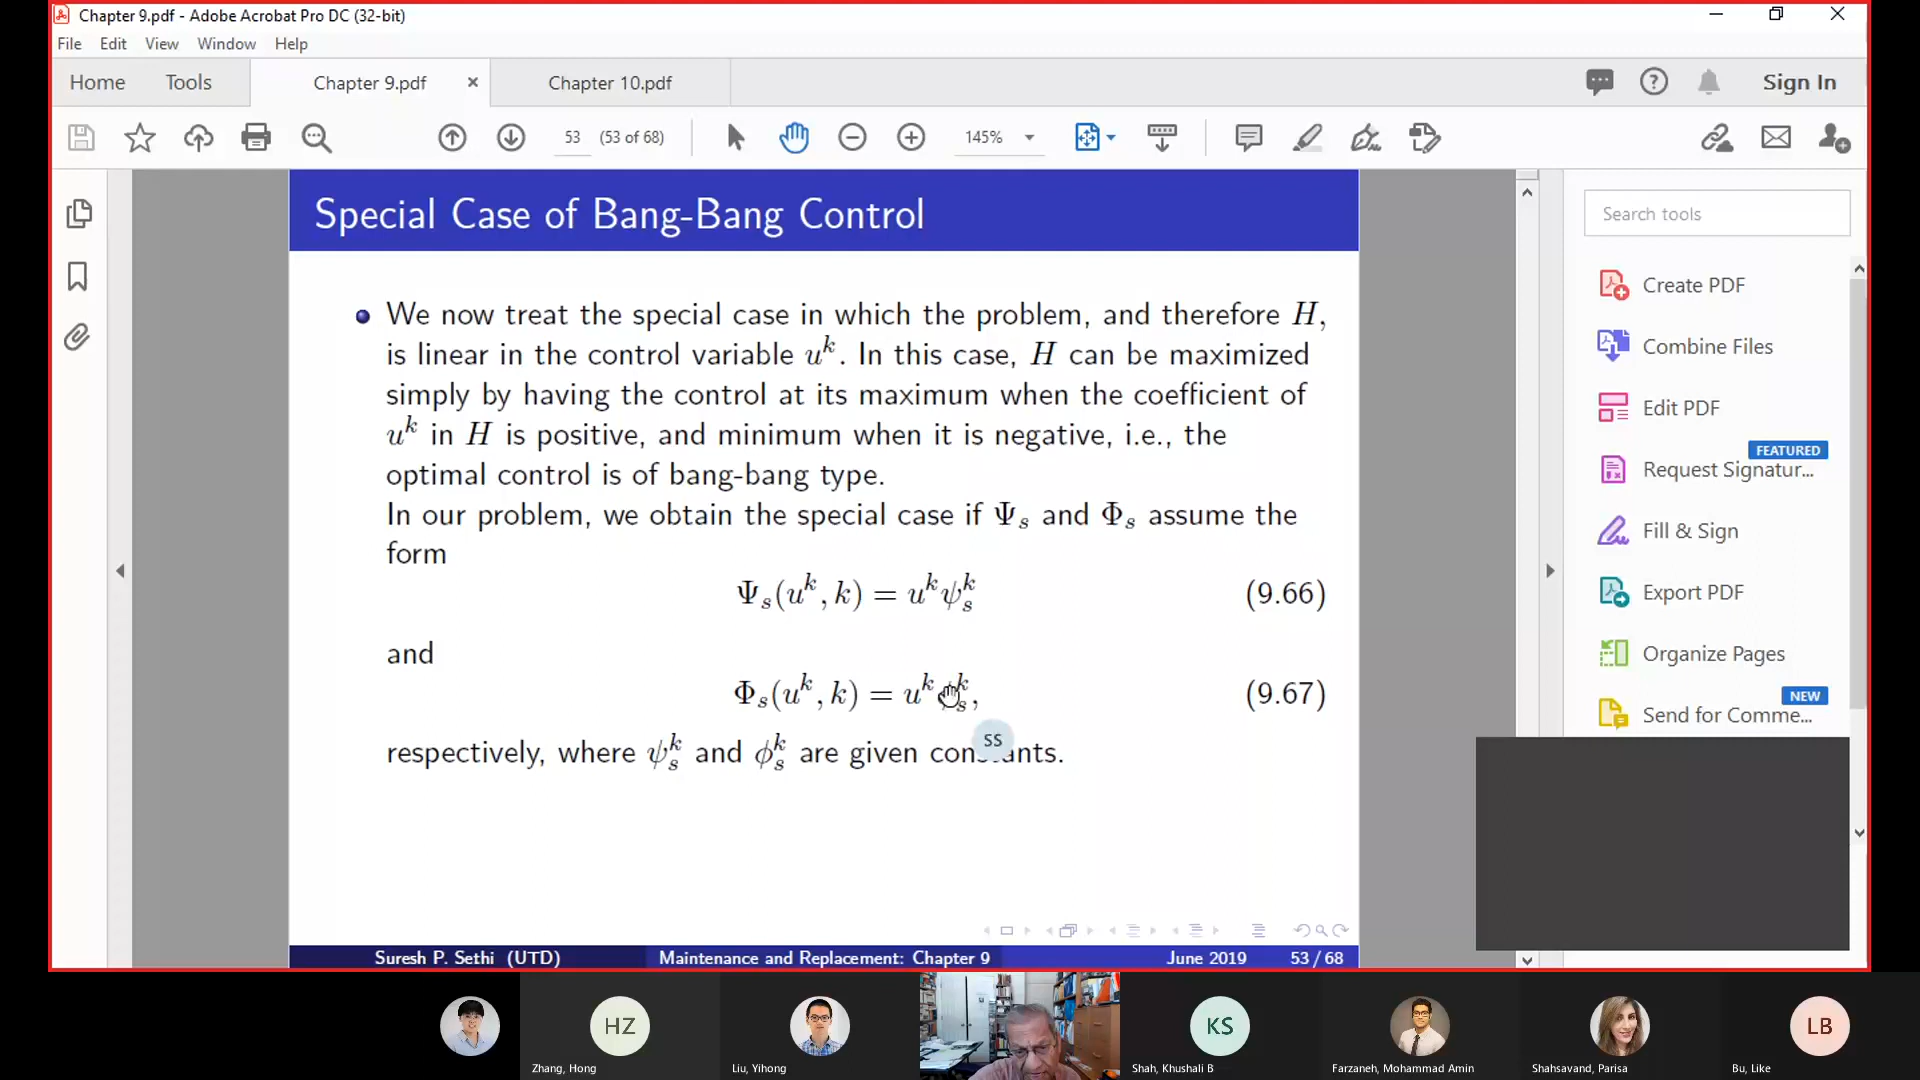 Chapter 9.pdf - Adobe Acrobat Pro DC (32-bit)
File Edit View Window Help
Home Tools Chapter 9.pdf × Chapter 10.pdf Sign In
53 (53 of 68) 145%
Special Case of Bang-Bang Control
We now treat the special case in which the problem, and therefore H,
is linear in the control variable u^k. In this case, H can be maximized
simply by having the control at its maximum when the coefficient of
u^k in H is positive, and minimum when it is negative, i.e., the
optimal control is of bang-bang type.
In our problem, we obtain the special case if Ψ_s and Φ_s assume the
form
Ψ_s(u^k, k) = u^k ψ_s^k (9.66)
and
Φ_s(u^k, k) = u^k _s^k, (9.67)
respectively, where ψ_s^k and ϕ_s^k are given constants.
SS
Suresh P. Sethi (UTD) Maintenance and Replacement: Chapter 9 June 2019 53 / 68
Search tools
Create PDF
Combine Files
Edit PDF
FEATURED
Request Signatur...
Fill & Sign
Export PDF
Organize Pages
NEW
Send for Comme...
HZ KS LB
Zhang, Hong Liu, Yihong Shah, Khushali B Farzaneh, Mohammad Amin Shahsavand, Parisa Bu, Like